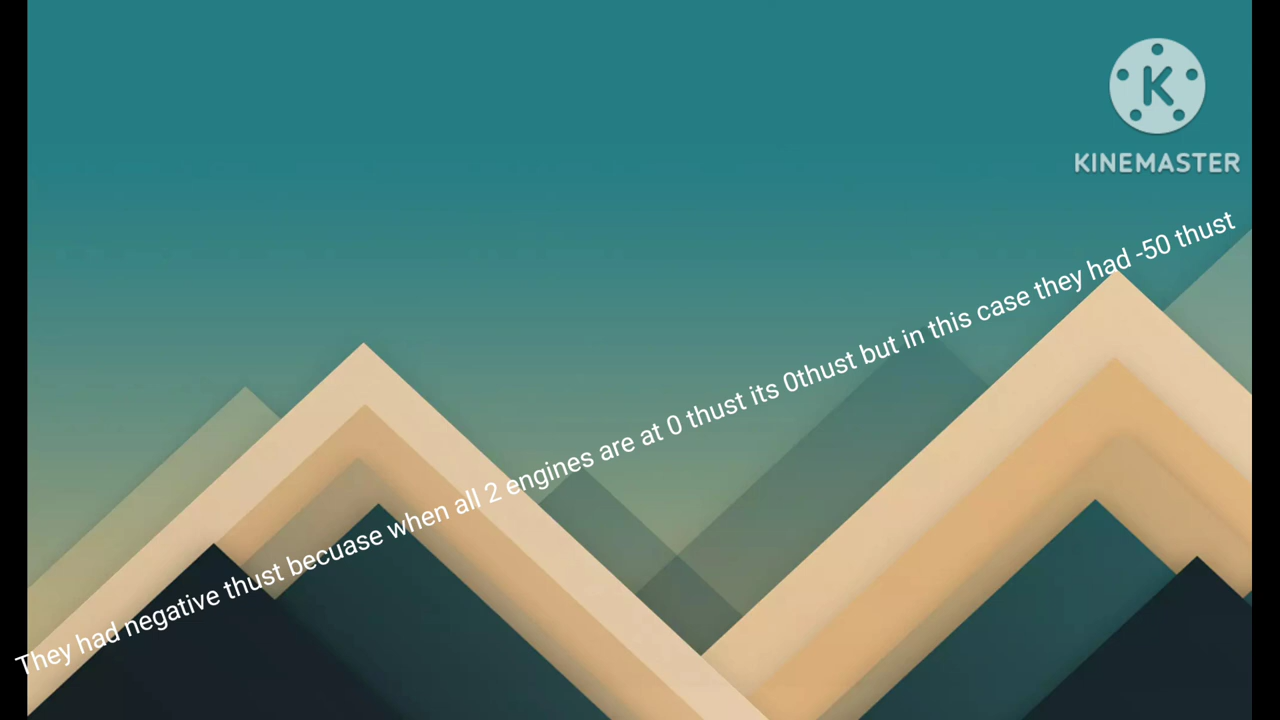 K
KINEMASTER
They had negative thust becuase when all 2 engines are at 0 thust its 0thust but in this case they had -50 thust